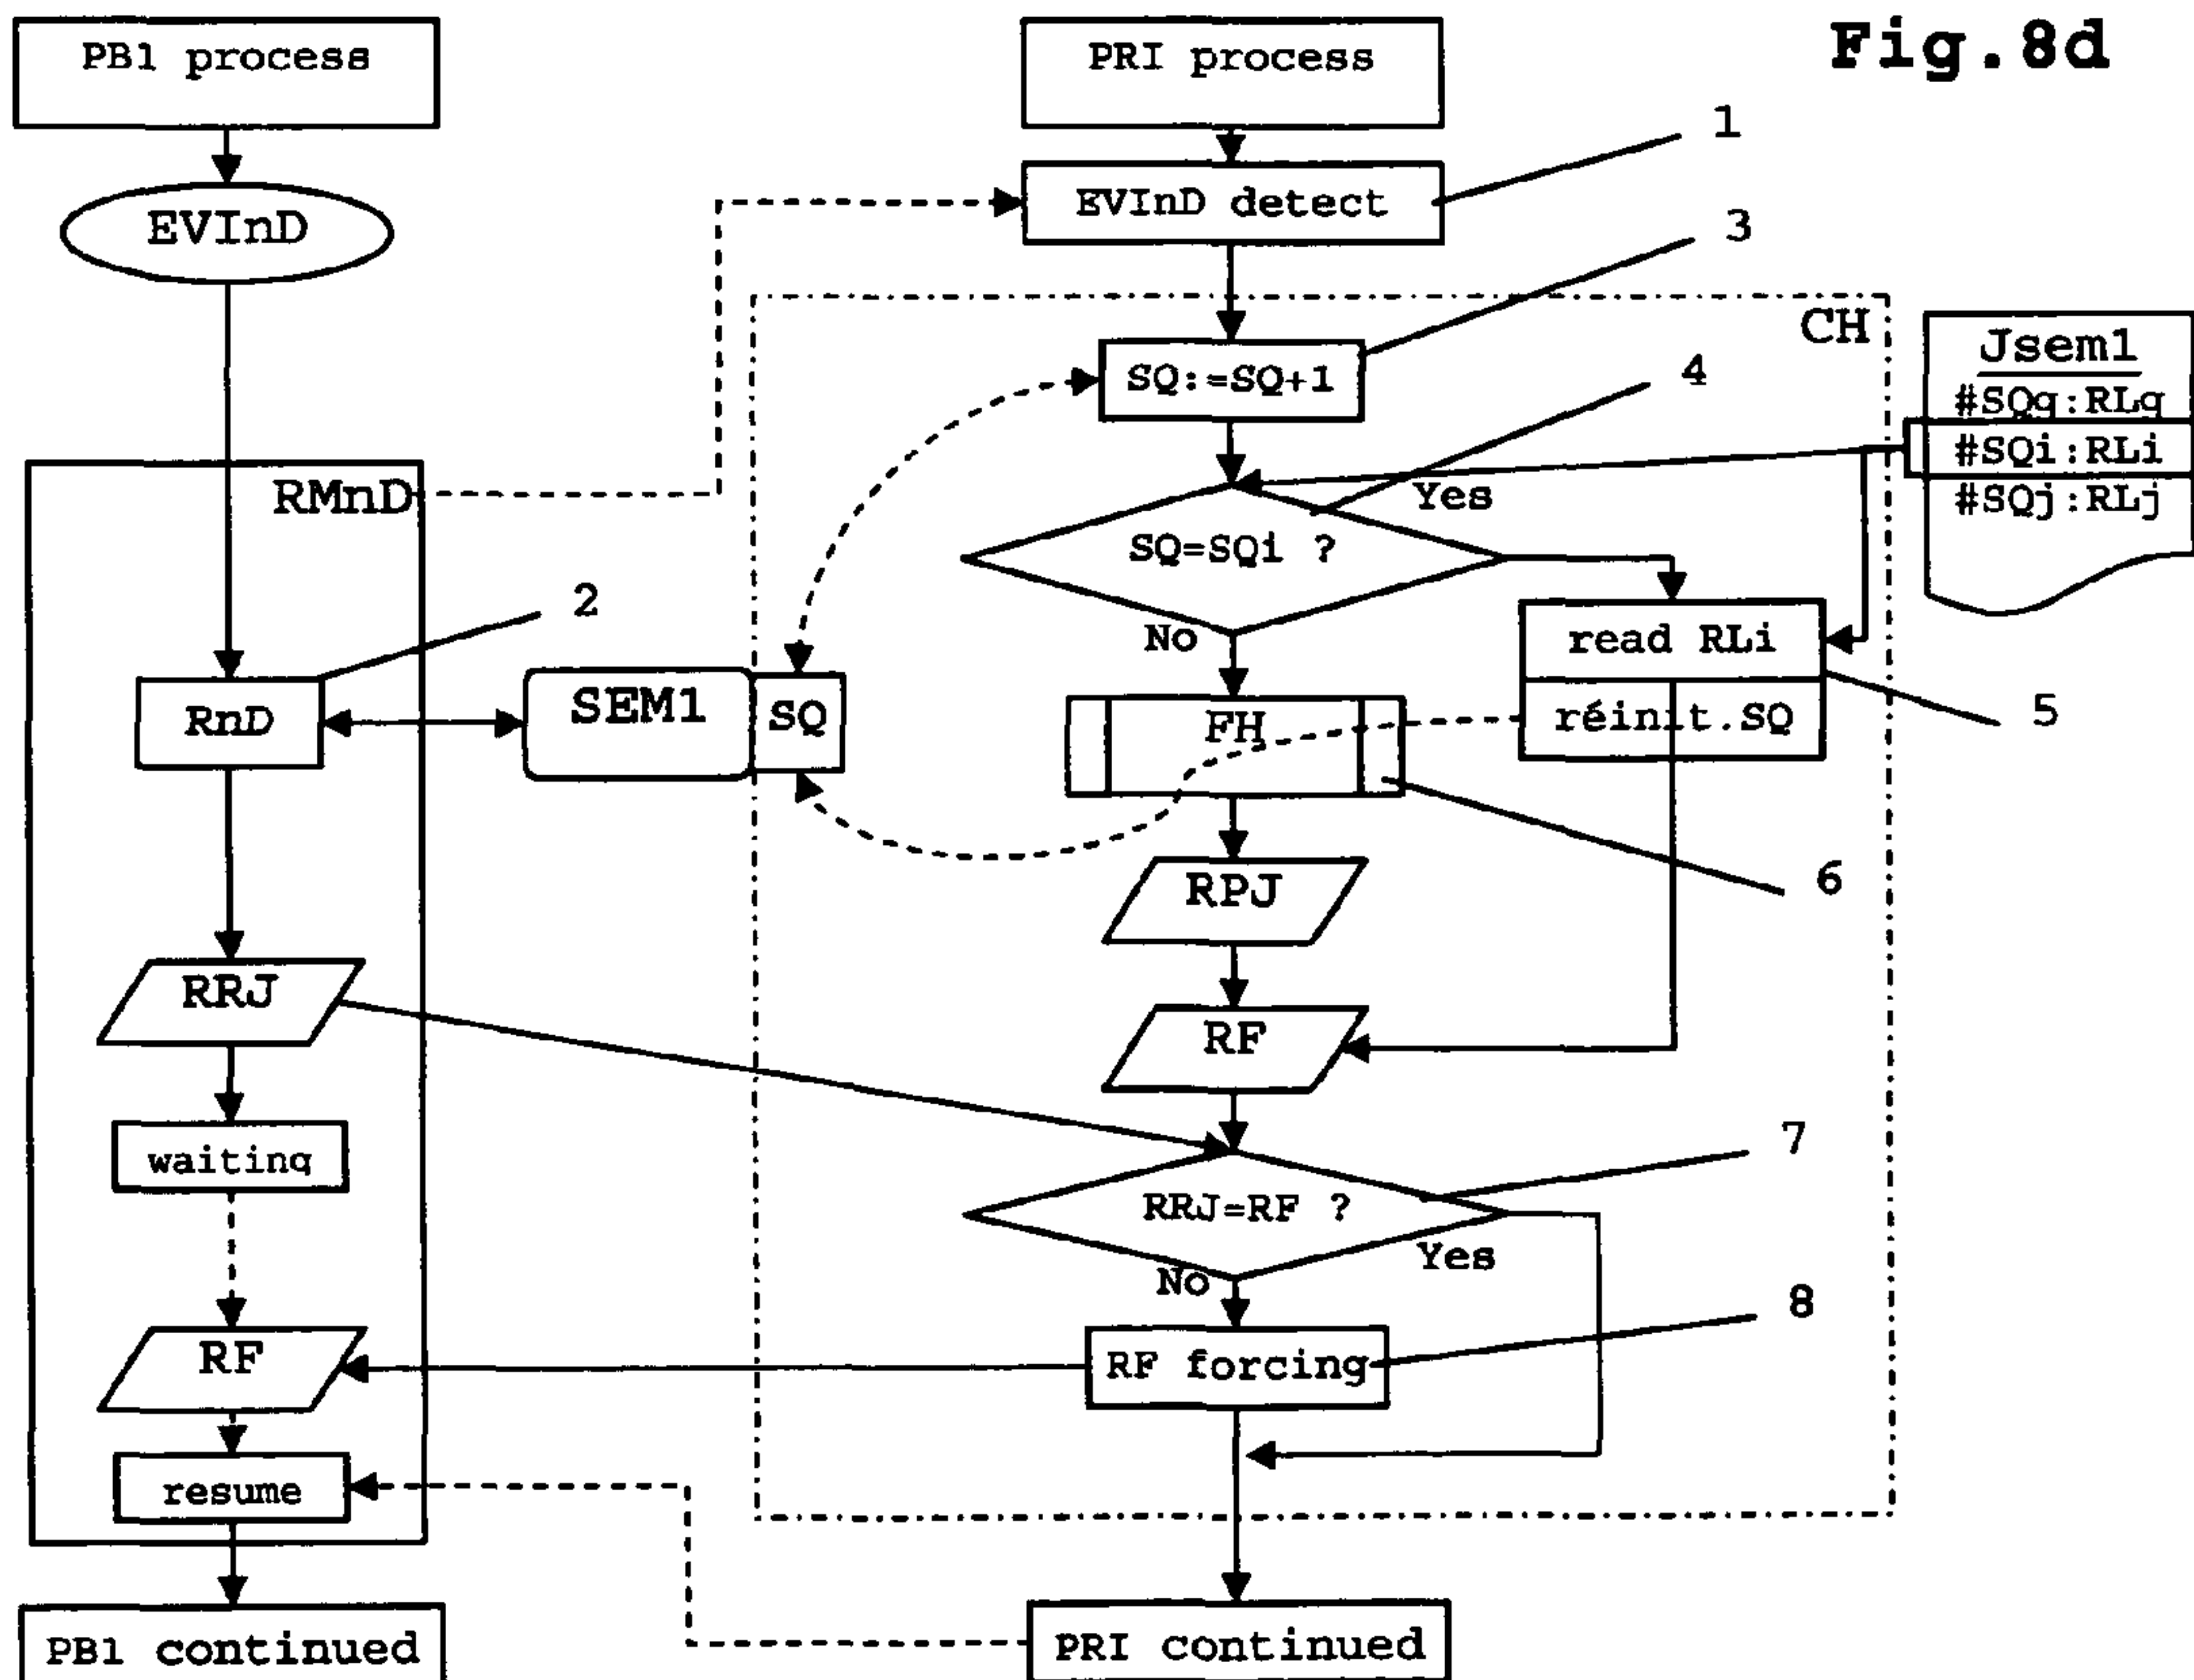 PB1 process
PRI process
Fig.8d
1
EVInD detect
3
EVInD
CH
Jsem1
SQ:=SQ+1
4
#SQq:RLq
#SQi:RLi
#SQj:RLj
RMnD
Yes
SQ=SQi ?
2
No
read RLi
RnD
SEM1
SQ
FH
réinit.SQ
5
RPJ
6
RRJ
RF
waiting
7
RRJ=RF ?
Yes
No
8
RF
RF forcing
resume
PB1 continued
PRI continued